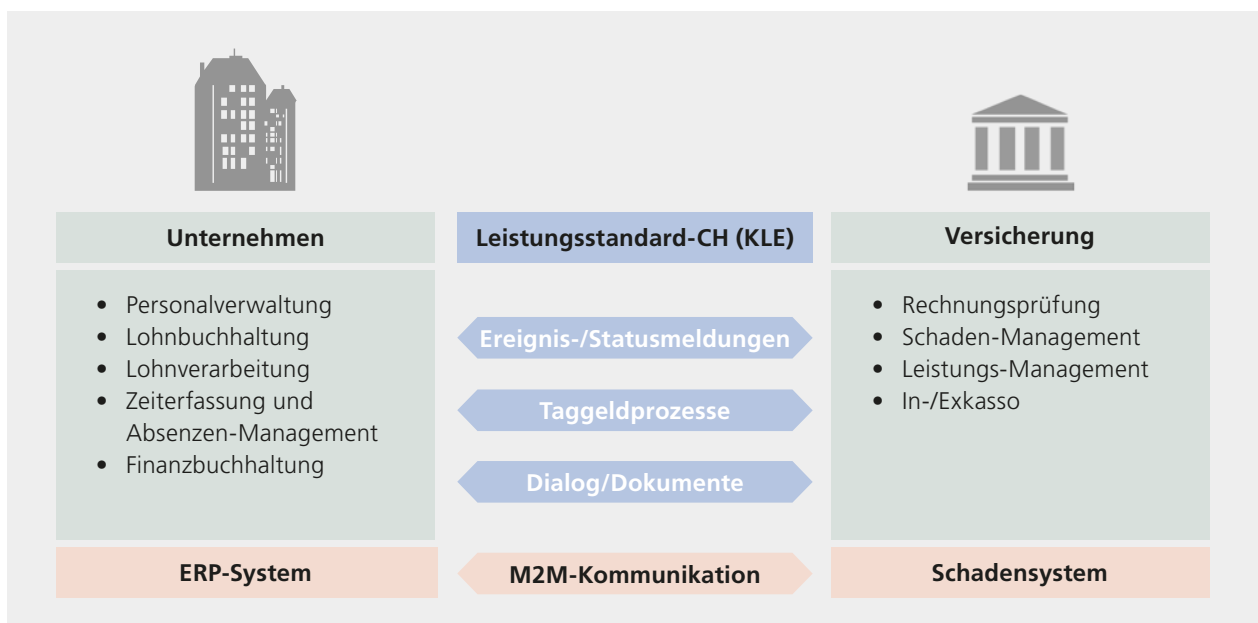 Unternehmen
• Personalverwaltung
• Lohnbuchhaltung
• Lohnverarbeitung
• Zeiterfassung und
Absenzen-Management
• Finanzbuchhaltung
ERP-System
Leistungsstandard-CH (KLE)
Ereignis-/Statusmeldungen
Taggeldprozesse
Dialog/Dokumente
M2M-Kommunikation
Versicherung
• Rechnungsprüfung
• Schaden-Management
• Leistungs-Management
• In-/Exkasso
Schadensystem